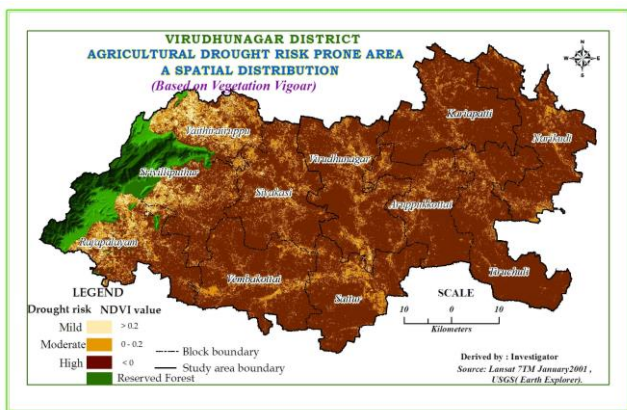 VIRUDHUNAGAR DISTRICT
AGRICULTURAL DROUGHT RISK PRONE AREA
A SPATIAL DISTRIBUTION
(Based on Vegetation Vigoar)
N
W E
S
Kariapatti
Narikudi
Virudhunagar
Srivilliputhur
Sivakasi
Aruppukkottai
Rajapalayam
Vembakottai
Sattur
Tiruchuli
LEGEND
Drought risk NDVI value
Mild > 0.2
Moderate 0 - 0.2
High < 0
Reserved Forest
Block boundary
Study area boundary
SCALE
10 0 10
Kilometers
Derived by : Investigator
Source: Lansat 7TM January2001 ,
USGS( Earth Explorer).